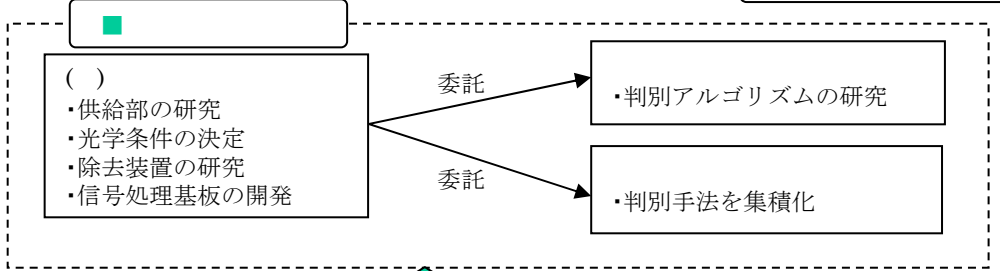 ■
( )
・供給部の研究
・光学条件の決定
・除去装置の研究
・信号処理基板の開発
委託
委託
・判別アルゴリズムの研究
・判別手法を集積化